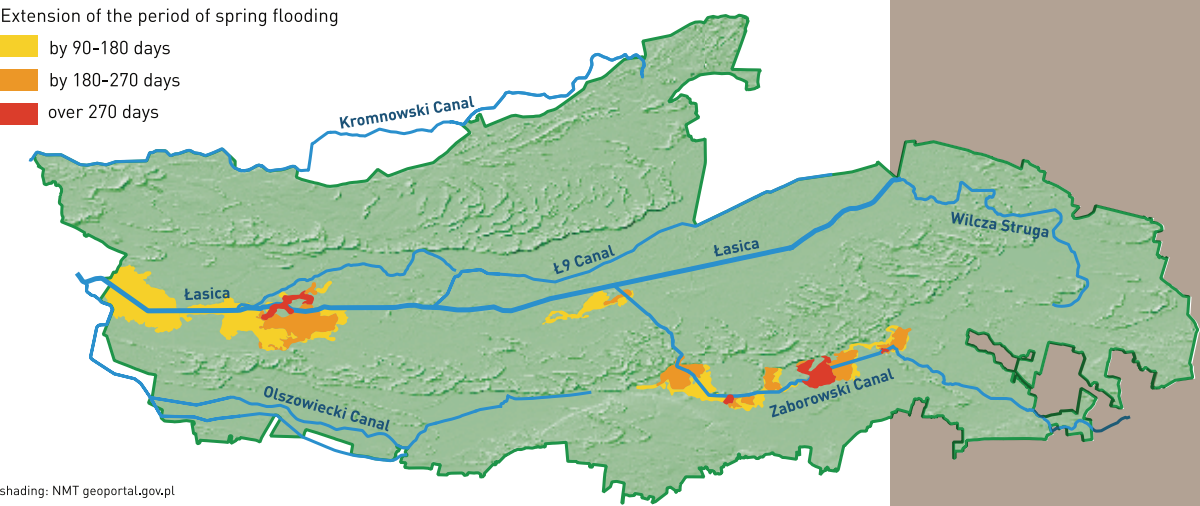 Extension of the period of spring flooding
by 90-180 days
by 180-270 days
over 270 days
Kromnowski Canal
Wilcza Struga
Łasica
Ł9 Canal
Łasica
Olszowiecki Canal
Zaborowski Canal
shading: NMT geoportal.gov.pl